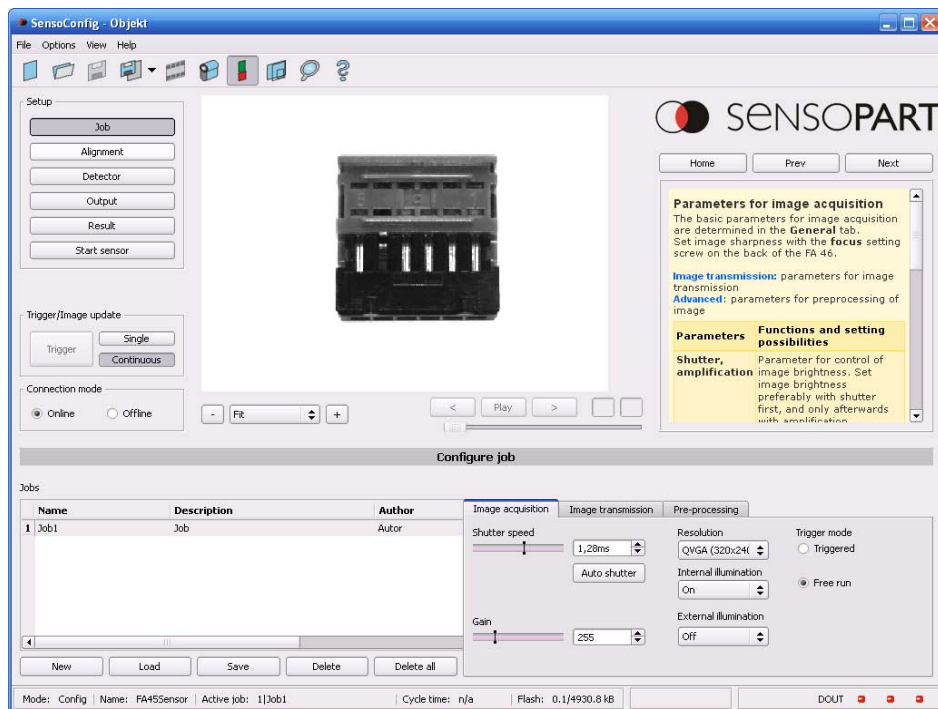 SensoConfig - Objekt
File Options View Help
Setup
Job
Alignment
Detector
Output
Result
Start sensor
Trigger/Image update
Trigger
Single
Continuous
Connection mode
Online Offline
- Fit +
< Play >
SENSOPART
Home Prev Next
Parameters for image acquisition
The basic parameters for image acquisition
are determined in the General tab.
Set image sharpness with the focus setting
screw on the back of the FA 46.
Image transmission: parameters for image
transmission
Advanced: parameters for preprocessing of
image
Parameters Functions and setting
possibilities
Shutter, Parameter for control of
amplification image brightness. Set
image brightness
preferably with shutter
first, and only afterwards
with amplification
Configure job
Jobs
Name Description Author
1 Job1 Job Autor
New Load Save Delete Delete all
Image acquisition Image transmission Pre-processing
Shutter speed
1,28ms
Auto shutter
Gain
255
Resolution
QVGA (320x24(
Internal illumination
On
External illumination
Off
Trigger mode
Triggered
Free run
Mode: Config Name: FA45Sensor Active job: 1|Job1 Cycle time: n/a Flash: 0.1/4930.8 kB DOUT